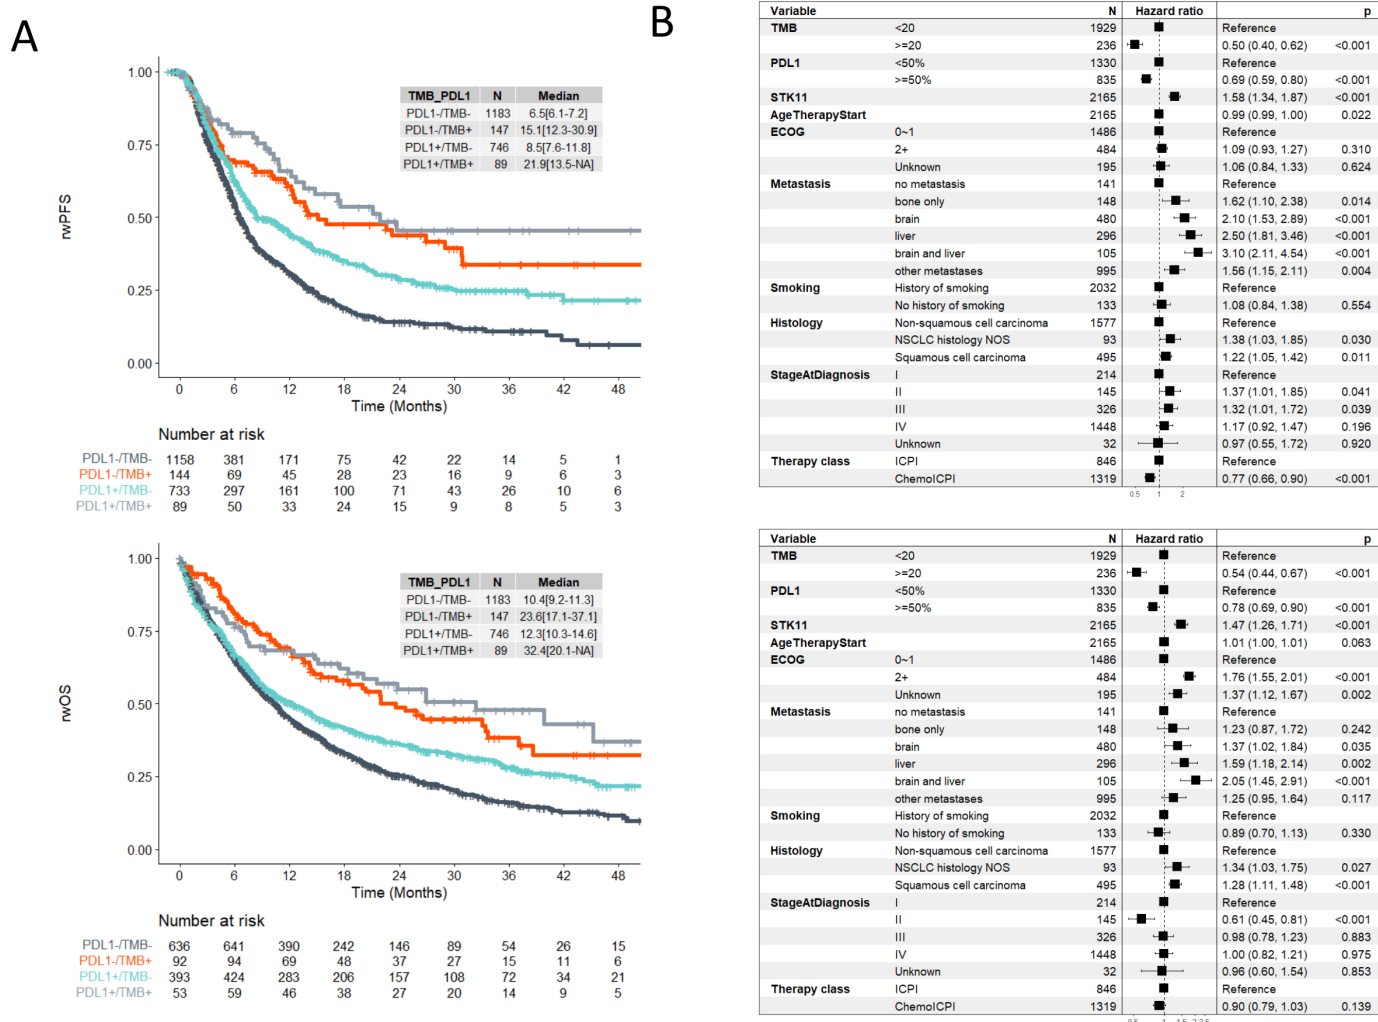 A
1.00
0.75
0.50
0.25
0.00
rwPFS
TMB_PDL1 N Median
PDL1-/TMB- 1183 6.5[6.1-7.2]
PDL1-/TMB+ 147 15.1[12.3-30.9]
PDL1+/TMB- 746 8.5[7.6-11.8]
PDL1+/TMB+ 89 21.9[13.5-NA]
0 6 12 18 24 30 36 42 48
Time (Months)
Number at risk
PDL1-/TMB- 1158 381 171 75 42 22 14 5 1
PDL1-/TMB+ 144 69 45 28 23 16 9 6 3
PDL1+/TMB- 733 297 161 100 71 43 26 10 6
PDL1+/TMB+ 89 50 33 24 15 9 8 5 3
1.00
0.75
0.50
0.25
0.00
rwOS
TMB_PDL1 N Median
PDL1-/TMB- 1183 10.4[9.2-11.3]
PDL1-/TMB+ 147 23.6[17.1-37.1]
PDL1+/TMB- 746 12.3[10.3-14.6]
PDL1+/TMB+ 89 32.4[20.1-NA]
0 6 12 18 24 30 36 42 48
Time (Months)
Number at risk
PDL1-/TMB- 636 641 390 242 146 89 54 26 15
PDL1-/TMB+ 92 94 69 48 37 27 15 11 6
PDL1+/TMB- 393 424 283 206 157 108 72 34 21
PDL1+/TMB+ 53 59 46 38 27 20 14 9 5
B
Variable N Hazard ratio p
TMB <20 1929 Reference
>=20 236 0.50 (0.40, 0.62) <0.001
PDL1 <50% 1330 Reference
>=50% 835 0.69 (0.59, 0.80) <0.001
STK11 2165 1.58 (1.34, 1.87) <0.001
AgeTherapyStart 2165 0.99 (0.99, 1.00) 0.022
ECOG 0~1 1486 Reference
2+ 484 1.09 (0.93, 1.27) 0.310
Unknown 195 1.06 (0.84, 1.33) 0.624
Metastasis no metastasis 141 Reference
bone only 148 1.62 (1.10, 2.38) 0.014
brain 480 2.10 (1.53, 2.89) <0.001
liver 296 2.50 (1.81, 3.46) <0.001
brain and liver 105 3.10 (2.11, 4.54) <0.001
other metastases 995 1.56 (1.15, 2.11) 0.004
Smoking History of smoking 2032 Reference
No history of smoking 133 1.08 (0.84, 1.38) 0.554
Histology Non-squamous cell carcinoma 1577 Reference
NSCLC histology NOS 93 1.38 (1.03, 1.85) 0.030
Squamous cell carcinoma 495 1.22 (1.05, 1.42) 0.011
StageAtDiagnosis I 214 Reference
II 145 1.37 (1.01, 1.85) 0.041
III 326 1.32 (1.01, 1.72) 0.039
IV 1448 1.17 (0.92, 1.47) 0.196
Unknown 32 0.97 (0.55, 1.72) 0.920
Therapy class ICPI 846 Reference
ChemoICPI 1319 0.77 (0.66, 0.90) <0.001
0.5 1 2
Variable N Hazard ratio p
TMB <20 1929 Reference
>=20 236 0.54 (0.44, 0.67) <0.001
PDL1 <50% 1330 Reference
>=50% 835 0.78 (0.69, 0.90) <0.001
STK11 2165 1.47 (1.26, 1.71) <0.001
AgeTherapyStart 2165 1.01 (1.00, 1.01) 0.063
ECOG 0~1 1486 Reference
2+ 484 1.76 (1.55, 2.01) <0.001
Unknown 195 1.37 (1.12, 1.67) 0.002
Metastasis no metastasis 141 Reference
bone only 148 1.23 (0.87, 1.72) 0.242
brain 480 1.37 (1.02, 1.84) 0.035
liver 296 1.59 (1.18, 2.14) 0.002
brain and liver 105 2.05 (1.45, 2.91) <0.001
other metastases 995 1.25 (0.95, 1.64) 0.117
Smoking History of smoking 2032 Reference
No history of smoking 133 0.89 (0.70, 1.13) 0.330
Histology Non-squamous cell carcinoma 1577 Reference
NSCLC histology NOS 93 1.34 (1.03, 1.75) 0.027
Squamous cell carcinoma 495 1.28 (1.11, 1.48) <0.001
StageAtDiagnosis I 214 Reference
II 145 0.61 (0.45, 0.81) <0.001
III 326 0.98 (0.78, 1.23) 0.883
IV 1448 1.00 (0.82, 1.21) 0.975
Unknown 32 0.96 (0.60, 1.54) 0.853
Therapy class ICPI 846 Reference
ChemoICPI 1319 0.90 (0.79, 1.03) 0.139